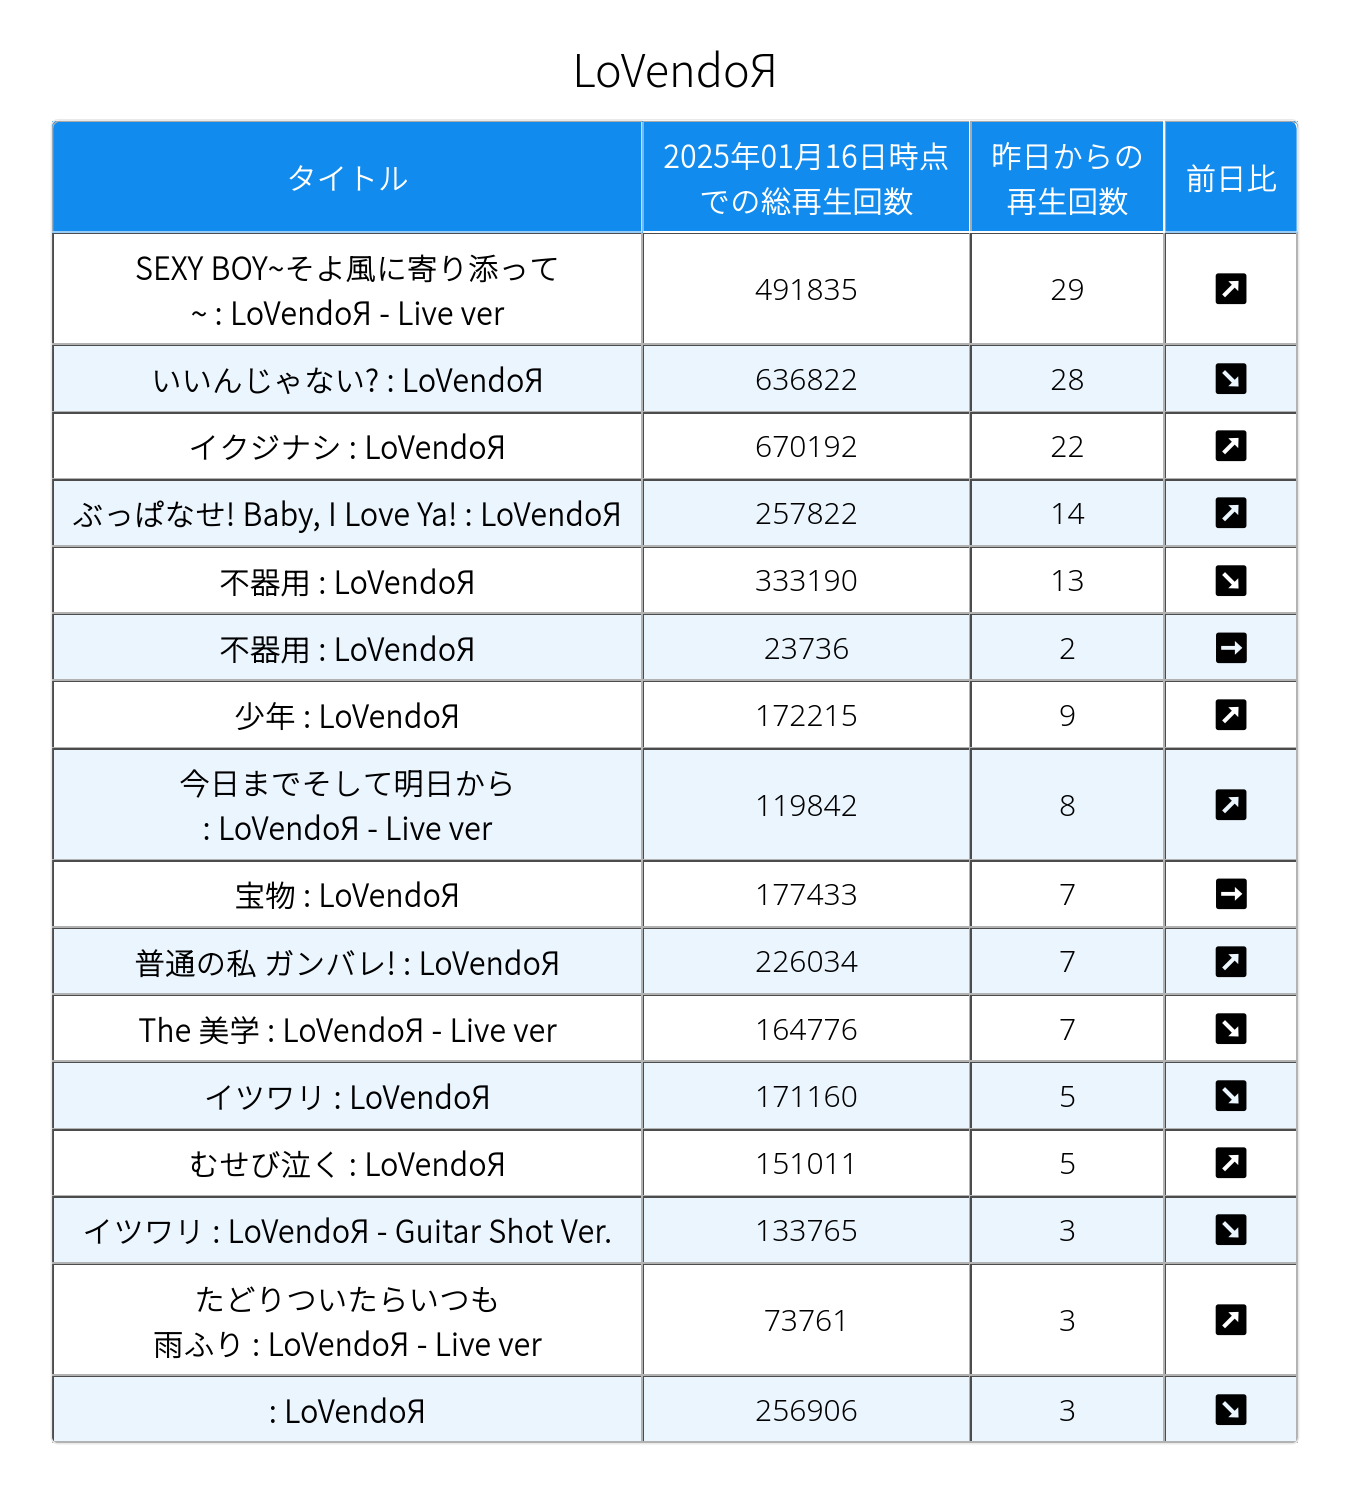 LoVendoЯ
タイトル
2025年01月16日時点
での総再生回数
昨日からの
再生回数
前日比
SEXY BOY~そよ風に寄り添って
~ : LoVendoЯ - Live ver
491835
29
いいんじゃない? : LoVendoЯ
636822
28
イクジナシ : LoVendoЯ
670192
22
ぶっぱなせ! Baby, I Love Ya! : LoVendoЯ
257822
14
不器用 : LoVendoЯ
333190
13
不器用 : LoVendoЯ
23736
2
少年 : LoVendoЯ
172215
9
今日までそして明日から
: LoVendoЯ - Live ver
119842
8
宝物 : LoVendoЯ
177433
7
普通の私 ガンバレ! : LoVendoЯ
226034
7
The 美学 : LoVendoЯ - Live ver
164776
7
イツワリ : LoVendoЯ
171160
5
むせび泣く : LoVendoЯ
151011
5
イツワリ : LoVendoЯ - Guitar Shot Ver.
133765
3
たどりついたらいつも
雨ふり : LoVendoЯ - Live ver
73761
3
: LoVendoЯ
256906
3